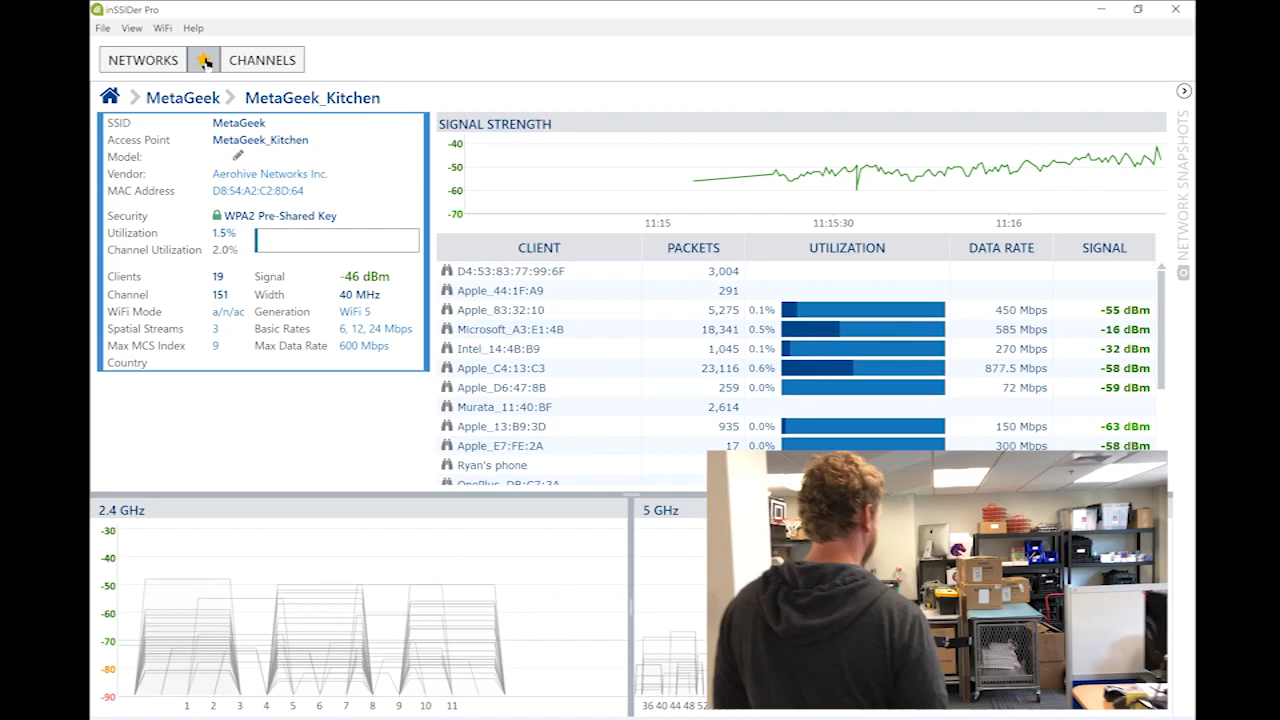 inSSIDer Pro
File View WiFi Help
NETWORKS CHANNELS
MetaGeek MetaGeek_Kitchen
SSID MetaGeek
Access Point MetaGeek_Kitchen
Model:
Vendor: Aerohive Networks Inc.
MAC Address D8:54:A2:C2:8D:64
Security WPA2 Pre-Shared Key
Utilization 1.5%
Channel Utilization 2.0%
Clients 19 Signal -46 dBm
Channel 151 Width 40 MHz
WiFi Mode a/n/ac Generation WiFi 5
Spatial Streams 3 Basic Rates 6, 12, 24 Mbps
Max MCS Index 9 Max Data Rate 600 Mbps
Country
SIGNAL STRENGTH
-40
-50
-60
-70
11:15 11:15:30 11:16
CLIENT PACKETS UTILIZATION DATA RATE SIGNAL
D4:53:83:77:99:6F 3,004
Apple_44:1F:A9 291
Apple_83:32:10 5,275 0.1% 450 Mbps -55 dBm
Microsoft_A3:E1:4B 18,341 0.5% 585 Mbps -16 dBm
Intel_14:4B:B9 1,045 0.1% 270 Mbps -32 dBm
Apple_C4:13:C3 23,116 0.6% 877.5 Mbps -58 dBm
Apple_D6:47:8B 259 0.0% 72 Mbps -59 dBm
Murata_11:40:BF 2,614
Apple_13:B9:3D 935 0.0% 150 Mbps -63 dBm
Apple_E7:FE:2A 17 0.0% 300 Mbps -58 dBm
Ryan's phone
OnePlus_DB:C7:3A
NETWORK SNAPSHOTS
2.4 GHz
-30
-40
-50
-60
-70
-80
-90
1 2 3 4 5 6 7 8 9 10 11
5 GHz
36 40 44 48 52